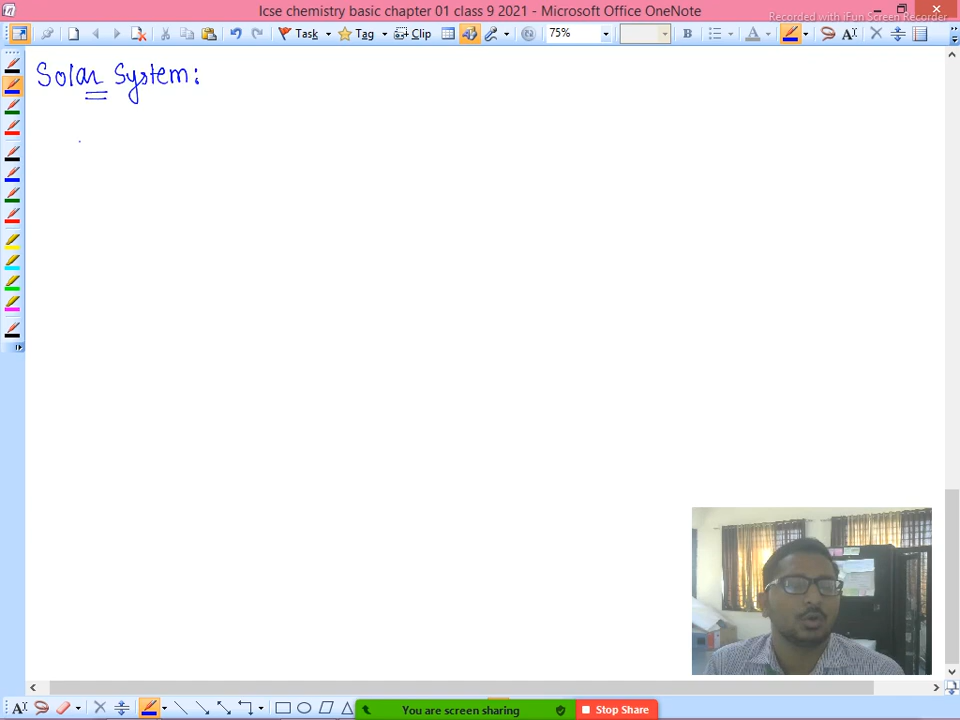 Icse chemistry basic chapter 01 class 9 2021 - Microsoft Office OneNote
Recorded with iFun Screen Recorder
Task
Tag
Clip
75%
B
A
A
Solar System:
A
You are screen sharing
Stop Share